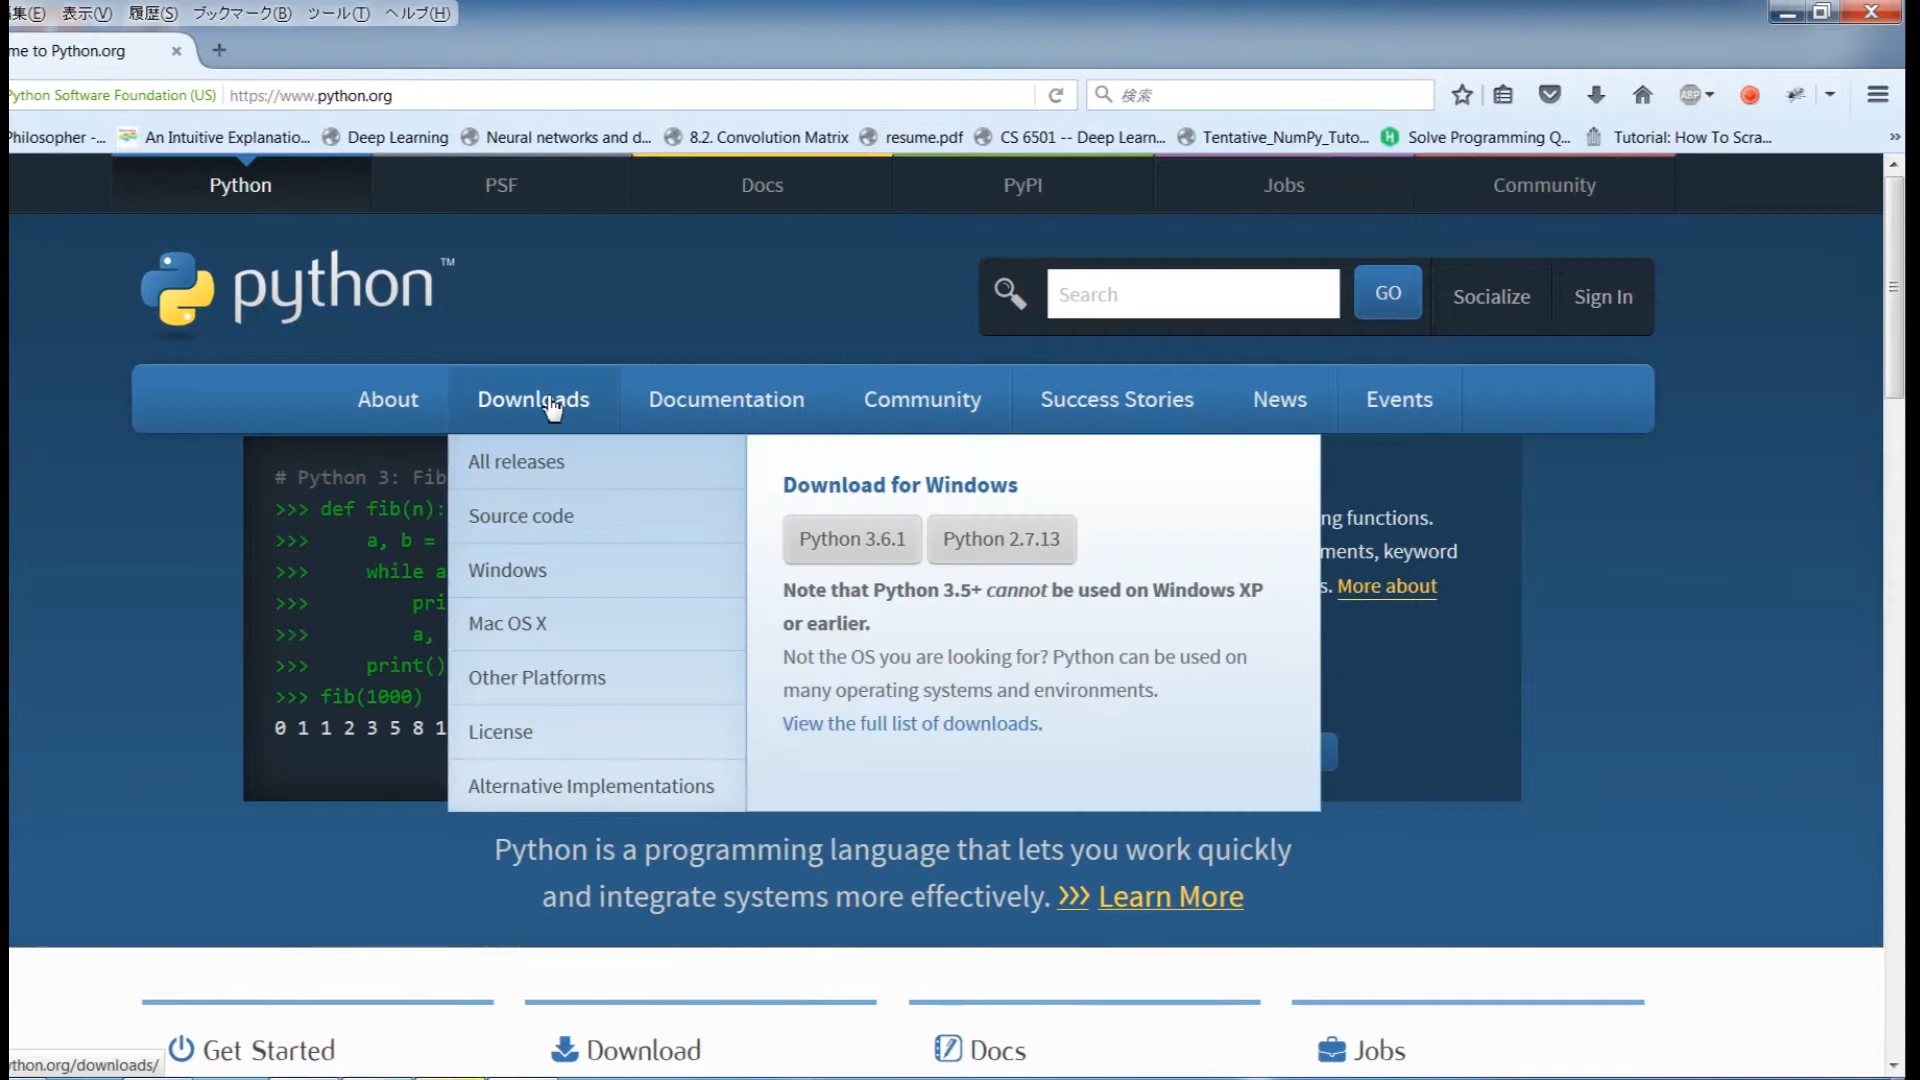 集(E) 表示(V) 履歴(S) ブックマーク(B) ツール(T) ヘルプ(H)
me to Python.org
Python Software Foundation (US) https://www.python.org 検索 ABP
Philosopher -... An Intuitive Explanatio... Deep Learning Neural networks and d... 8.2. Convolution Matrix resume.pdf CS 6501 -- Deep Learn... Tentative_NumPy_Tuto... Solve Programming Q... Tutorial: How To Scra...
Python PSF Docs PyPI Jobs Community
python™
Search GO Socialize Sign In
About Downloads Documentation Community Success Stories News Events
# Python 3: Fib
>>> def fib(n):
>>> a, b =
>>> while a
>>> pri
>>> a,
>>> print()
>>> fib(1000)
0 1 1 2 3 5 8 1
All releases
Source code
Windows
Mac OS X
Other Platforms
License
Alternative Implementations
Download for Windows
Python 3.6.1 Python 2.7.13
Note that Python 3.5+ cannot be used on Windows XP
or earlier.
Not the OS you are looking for? Python can be used on
many operating systems and environments.
View the full list of downloads.
ng functions.
ments, keyword
s. More about
Python is a programming language that lets you work quickly
and integrate systems more effectively. >>> Learn More
Get Started Download Docs Jobs
thon.org/downloads/